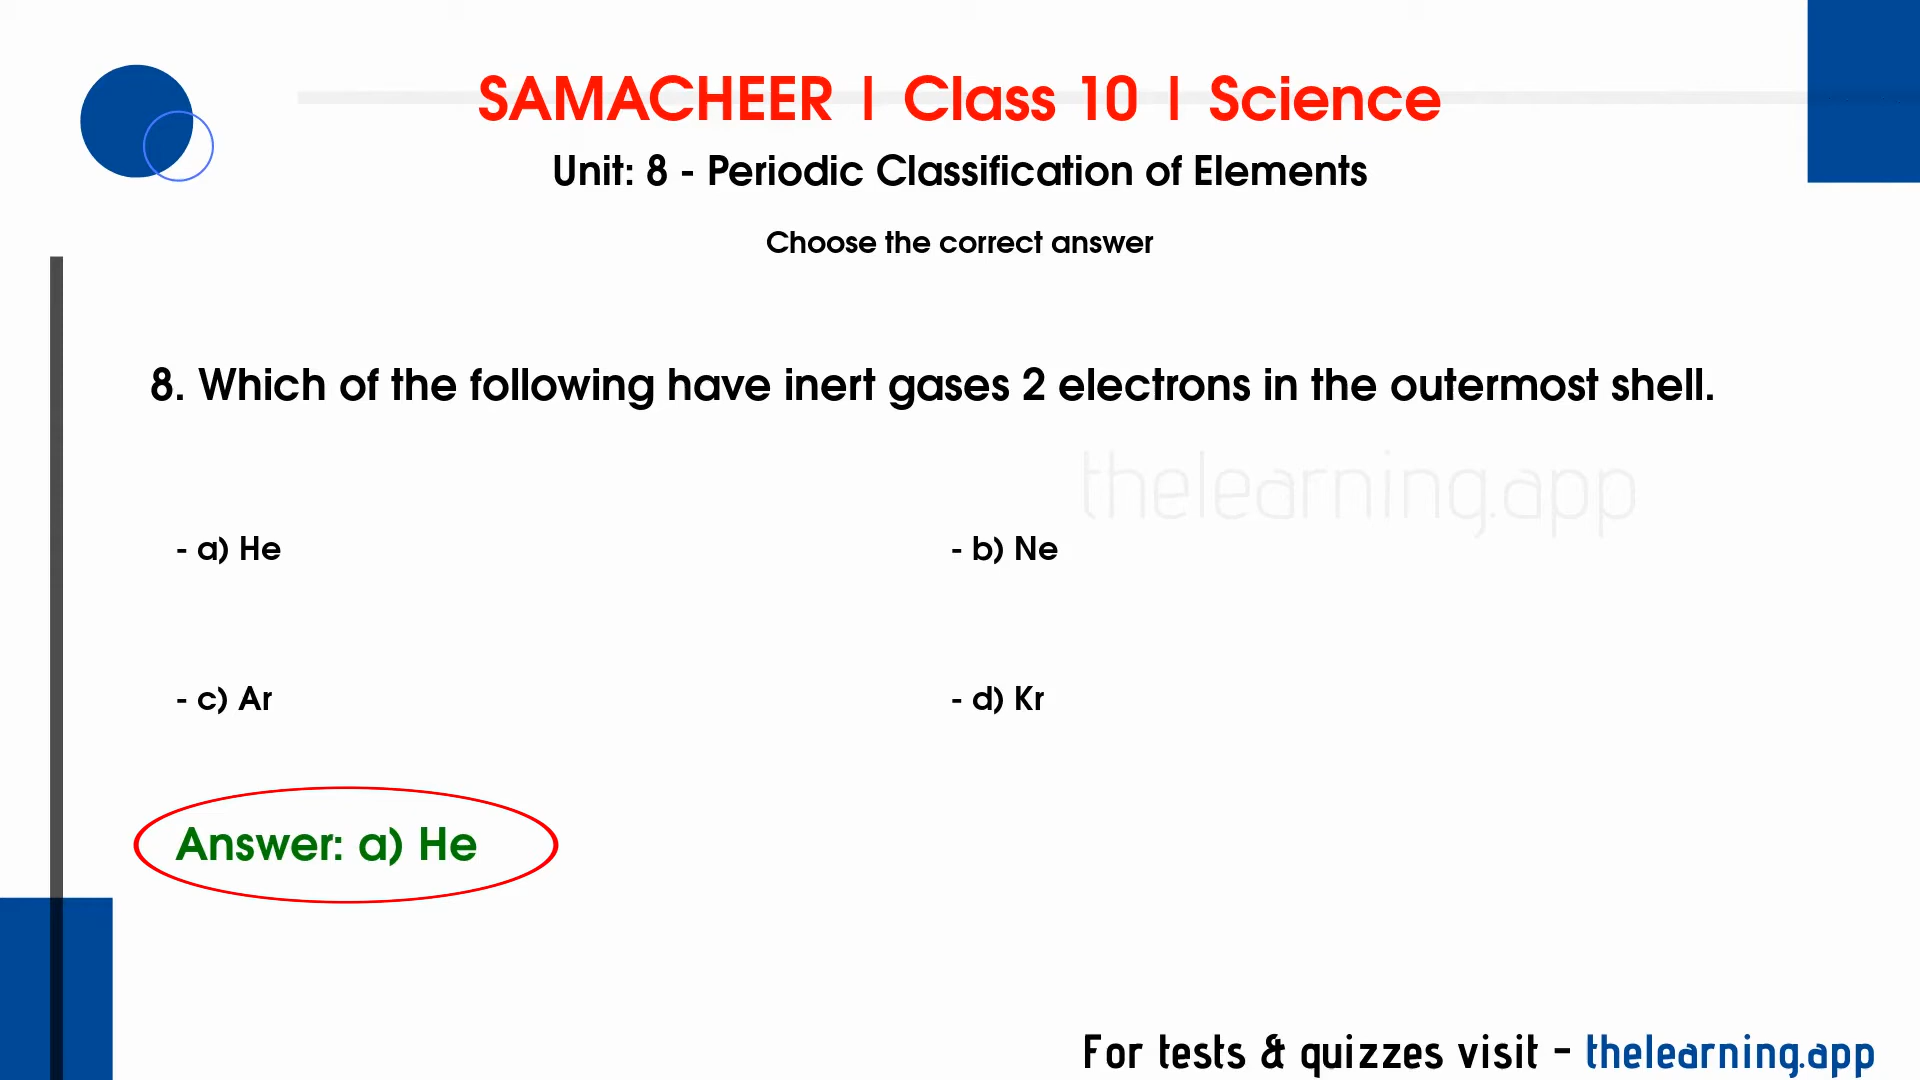 SAMACHEER | Class 10 | Science
Unit: 8 - Periodic Classification of Elements
Choose the correct answer
8. Which of the following have inert gases 2 electrons in the outermost shell.
thelearning.app
- a) He
- b) Ne
- c) Ar
- d) Kr
Answer: a) He
For tests & quizzes visit - thelearning.app